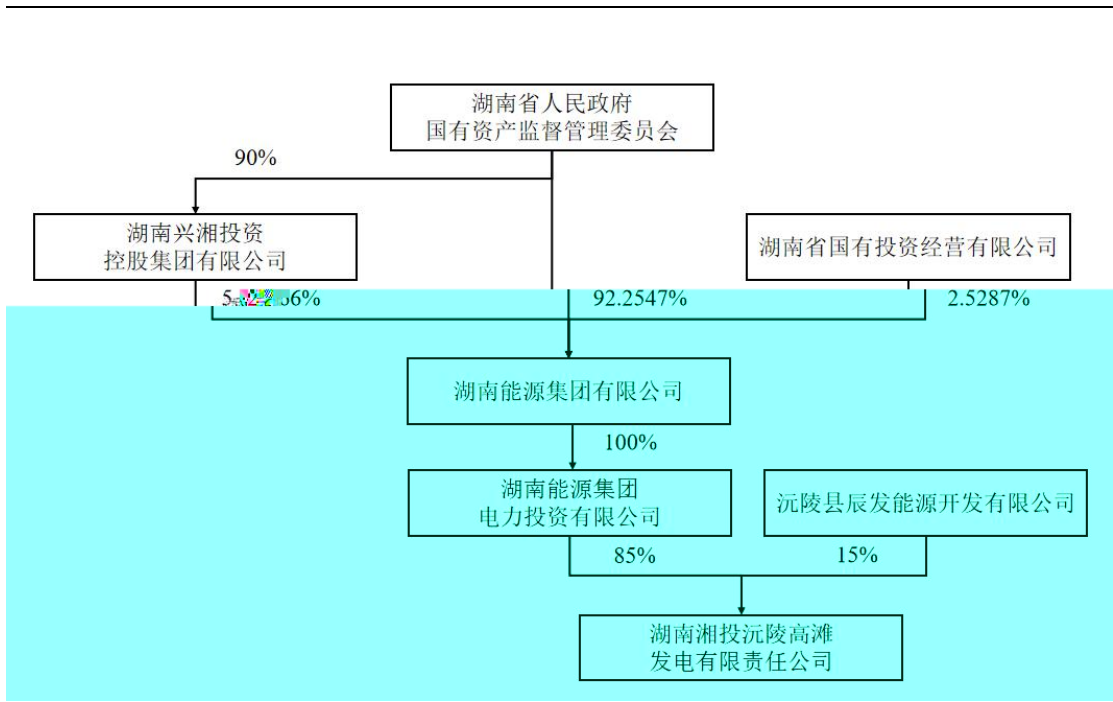 湖南省人民政府
国有资产监督管理委员会
90%
湖南兴湘投资
控股集团有限公司
湖南省国有投资经营有限公司
92.2547%
2.5287%
湖南能源集团有限公司
100%
湖南能源集团
电力投资有限公司
沅陵县辰发能源开发有限公司
85%
15%
湖南湘投沅陵高滩
发电有限责任公司